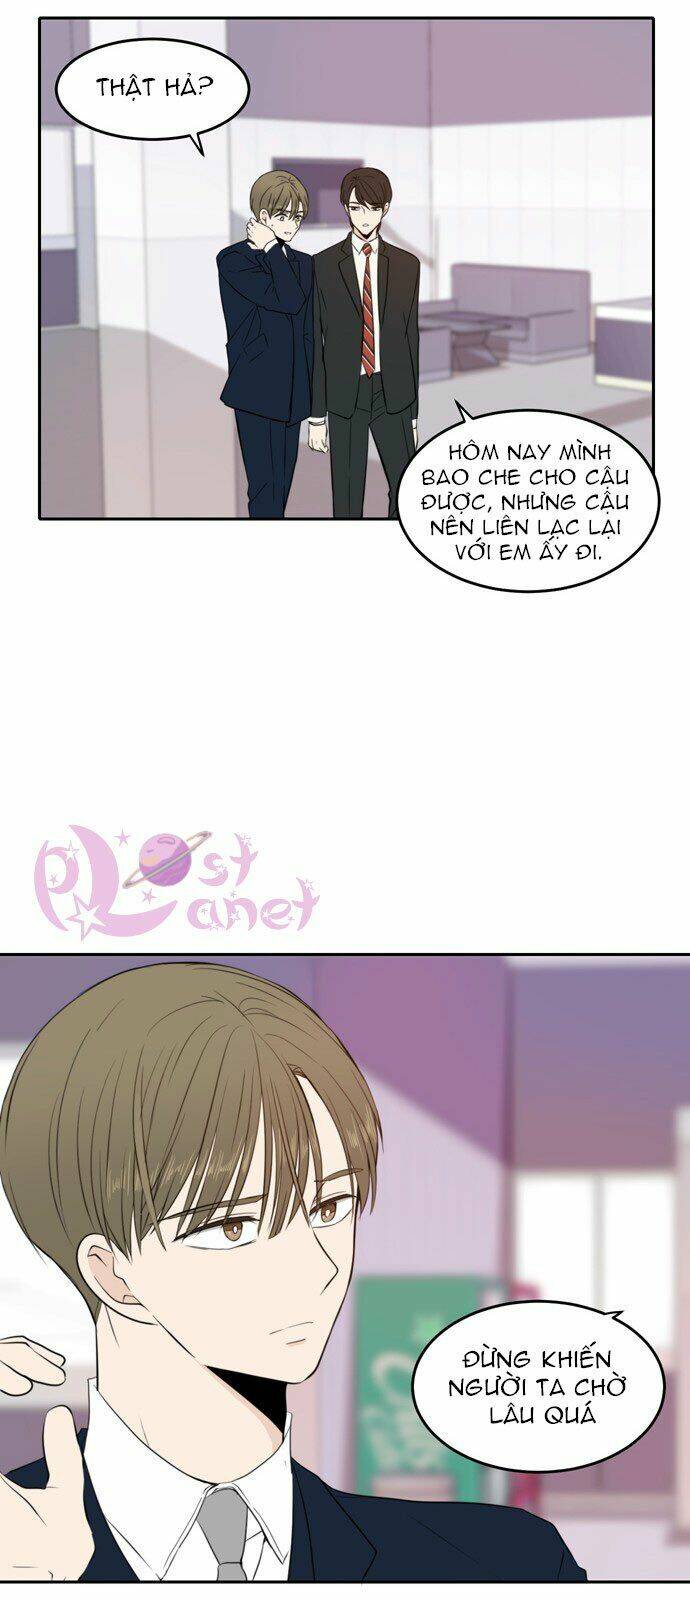 THẬT HẢ?
HÔM NAY MÌNH
BAO CHE CHO CẬU
ĐƯỢC, NHƯNG CẬU
NÊN LIÊN LẠC LẠI
VỚI EM ẤY ĐI.
Lost
Planet
ĐỪNG KHIẾN
NGƯỜI TA CHỜ
LÂU QUÁ